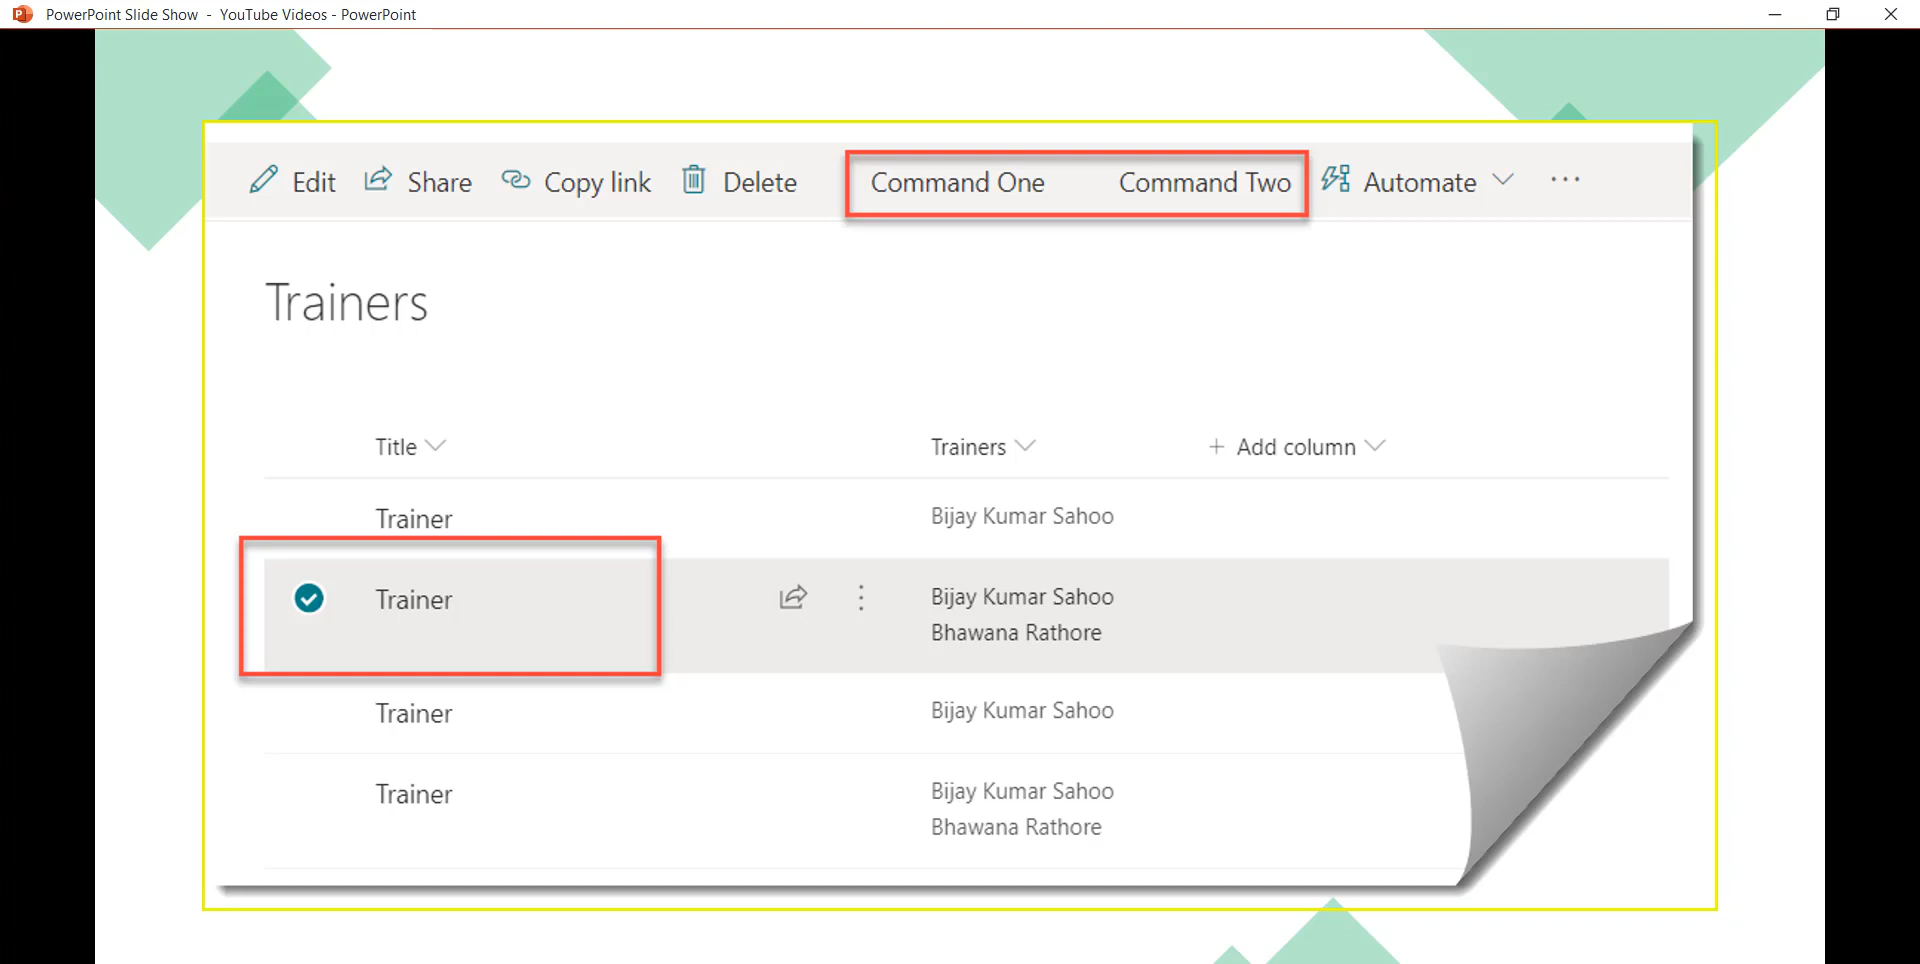 PowerPoint Slide Show - YouTube Videos - PowerPoint
Edit Share Copy link Delete Command One Command Two Automate ...
Trainers
Title Trainers + Add column
Trainer Bijay Kumar Sahoo
Trainer Bijay Kumar Sahoo
Bhawana Rathore
Trainer Bijay Kumar Sahoo
Trainer Bijay Kumar Sahoo
Bhawana Rathore